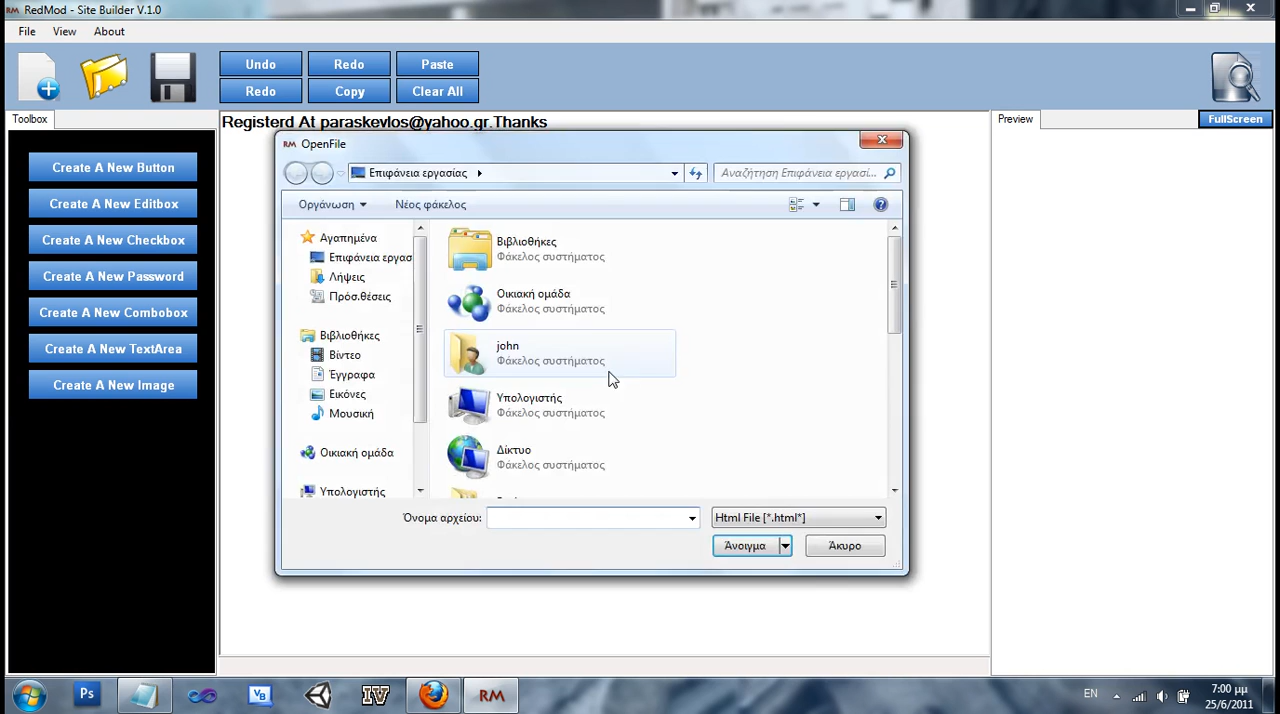 RedMod - Site Builder V.1.0
File View About
Undo Redo Paste
Redo Copy Clear All
Toolbox
Registerd At paraskevlos@yahoo.gr.Thanks
Preview
FullScreen
Create A New Button
Create A New Editbox
Create A New Checkbox
Create A New Password
Create A New Combobox
Create A New TextArea
Create A New Image
RM OpenFile
Επιφάνεια εργασίας
Αναζήτηση Επιφάνεια εργασί...
Οργάνωση Νέος φάκελος
Αγαπημένα
Επιφάνεια εργασ
Λήψεις
Πρόσ.θέσεις
Βιβλιοθήκες
Βίντεο
Έγγραφα
Εικόνες
Μουσική
Οικιακή ομάδα
Υπολογιστής
Βιβλιοθήκες
Φάκελος συστήματος
Οικιακή ομάδα
Φάκελος συστήματος
john
Φάκελος συστήματος
Υπολογιστής
Φάκελος συστήματος
Δίκτυο
Φάκελος συστήματος
Όνομα αρχείου:
Html File [*.html*]
Άνοιγμα Άκυρο
Ps
VB
IV
RM
EN
7:00 μμ
25/6/2011